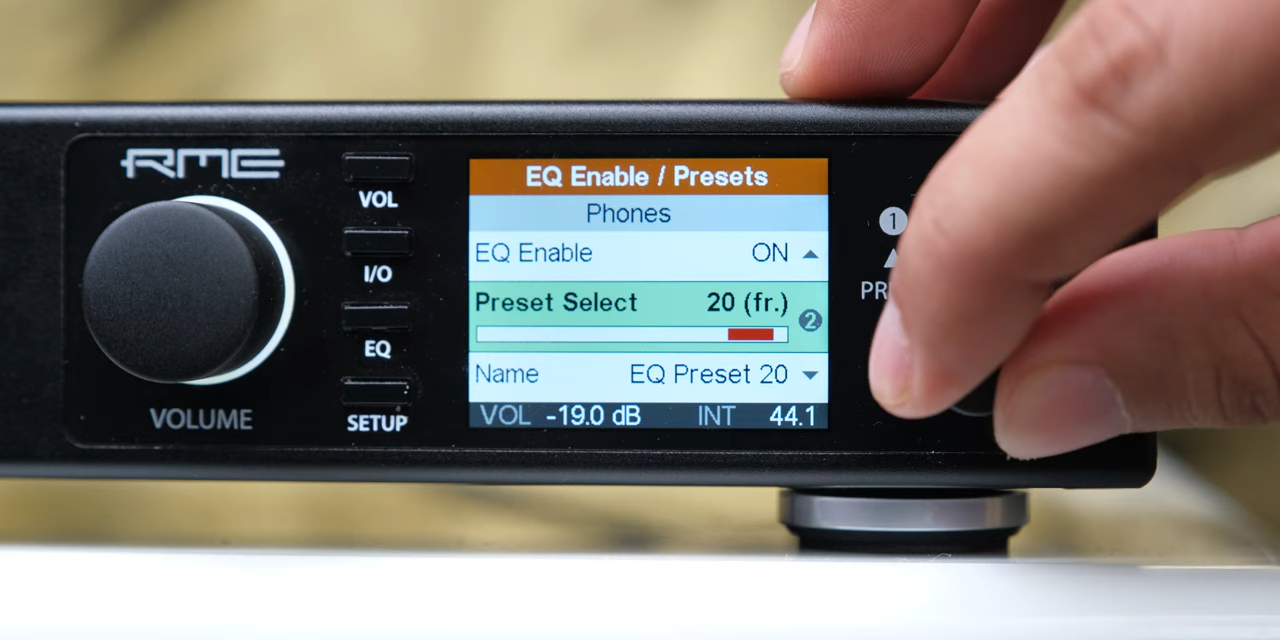 RME
VOL
I/O
EQ
SETUP
VOLUME
EQ Enable / Presets
Phones
EQ Enable ON
Preset Select 20 (fr.)
2
Name EQ Preset 20
VOL -19.0 dB INT 44.1
1